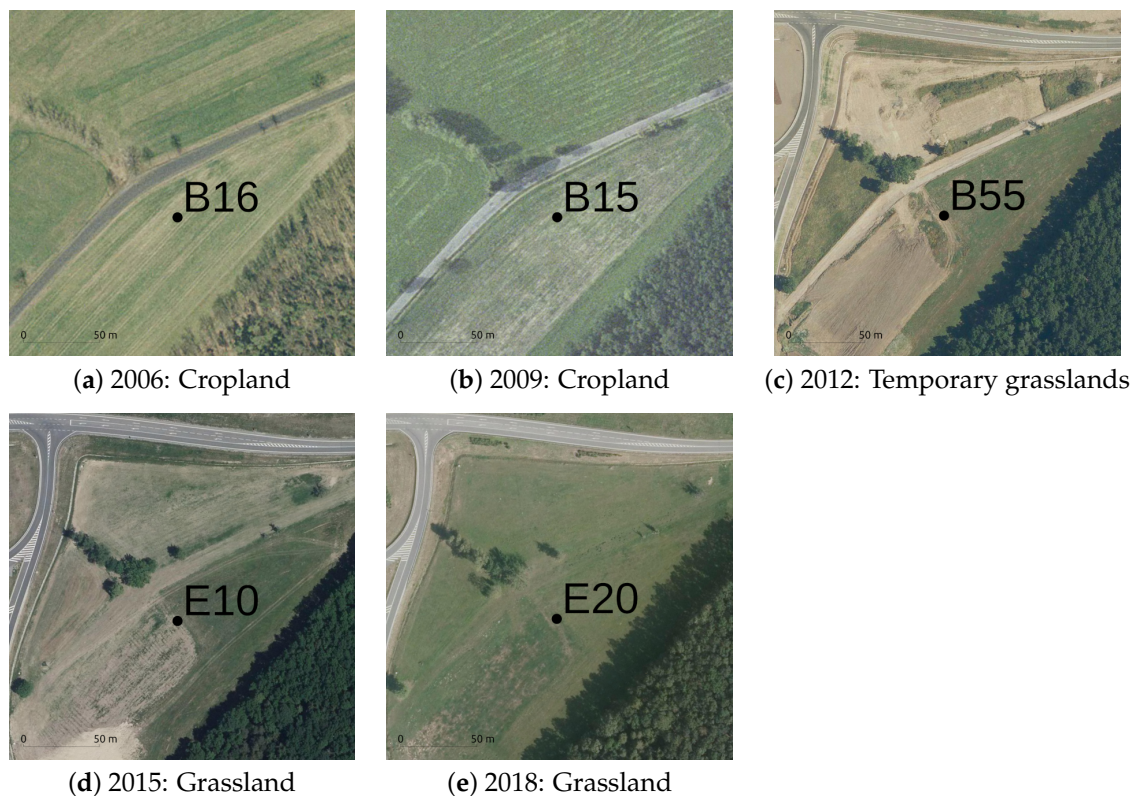 B16
0 50 m
B15
0 50 m
B55
0 50 m
(a) 2006: Cropland
(b) 2009: Cropland
(c) 2012: Temporary grasslands
E10
0 50 m
E20
0 50 m
(d) 2015: Grassland
(e) 2018: Grassland